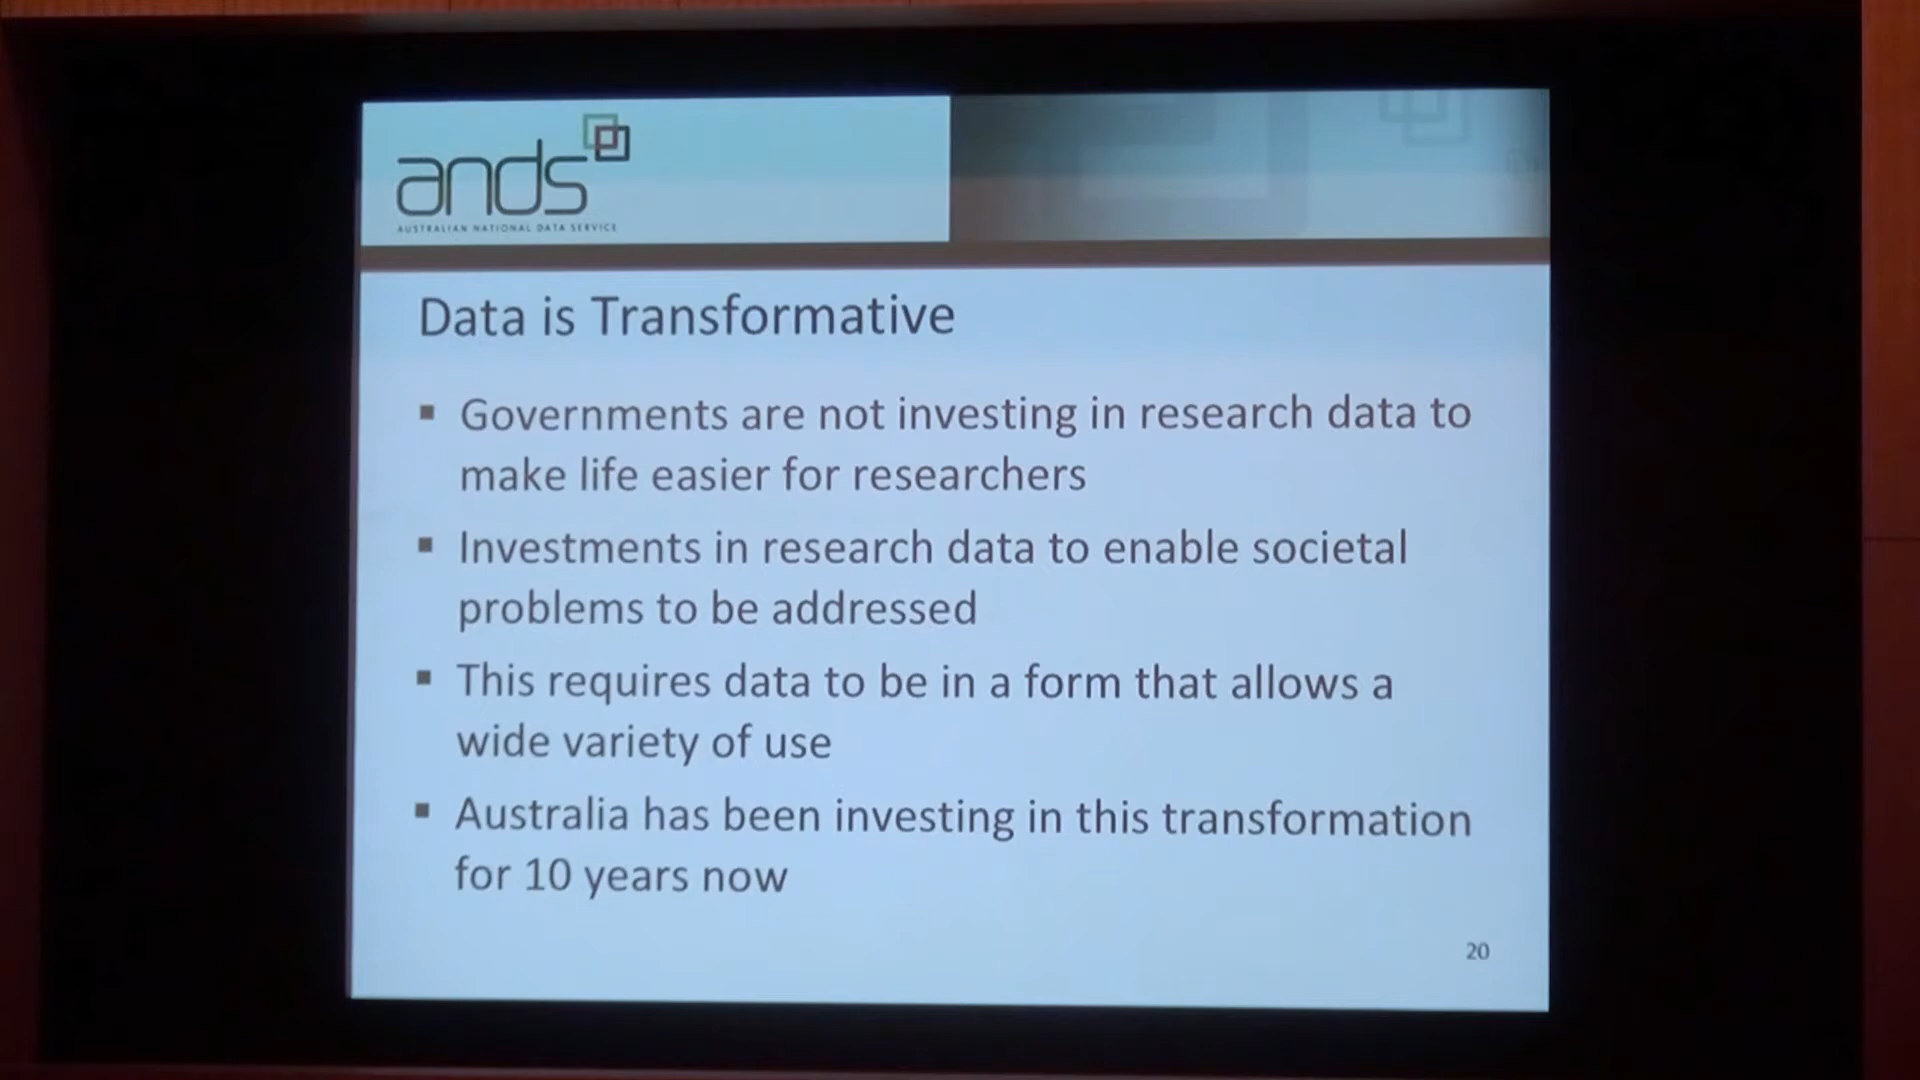 ands
AUSTRALIAN NATIONAL DATA SERVICE
Data is Transformative
▪ Governments are not investing in research data to
make life easier for researchers
▪ Investments in research data to enable societal
problems to be addressed
▪ This requires data to be in a form that allows a
wide variety of use
▪ Australia has been investing in this transformation
for 10 years now
20